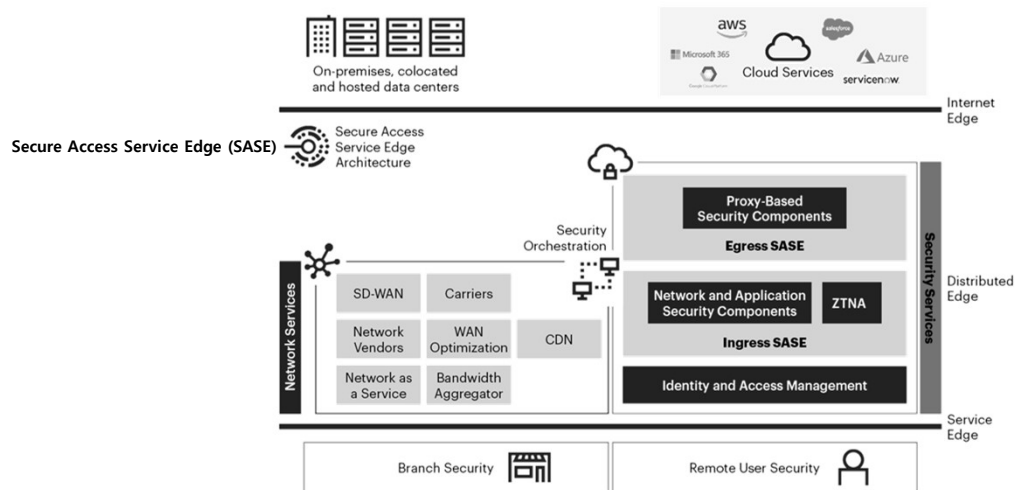 On-premises, colocated
and hosted data centers
aws
salesforce
Microsoft 365
Azure
Google Cloud Platform
Cloud Services
servicenow
Internet
Edge
Secure Access Service Edge (SASE)
Secure Access
Service Edge
Architecture
Security
Orchestration
Proxy-Based
Security Components
Egress SASE
Network and Application
Security Components
ZTNA
Ingress SASE
Identity and Access Management
Security Services
Distributed
Edge
Network Services
SD-WAN
Carriers
Network
Vendors
WAN
Optimization
CDN
Network as
a Service
Bandwidth
Aggregator
Service
Edge
Branch Security
Remote User Security